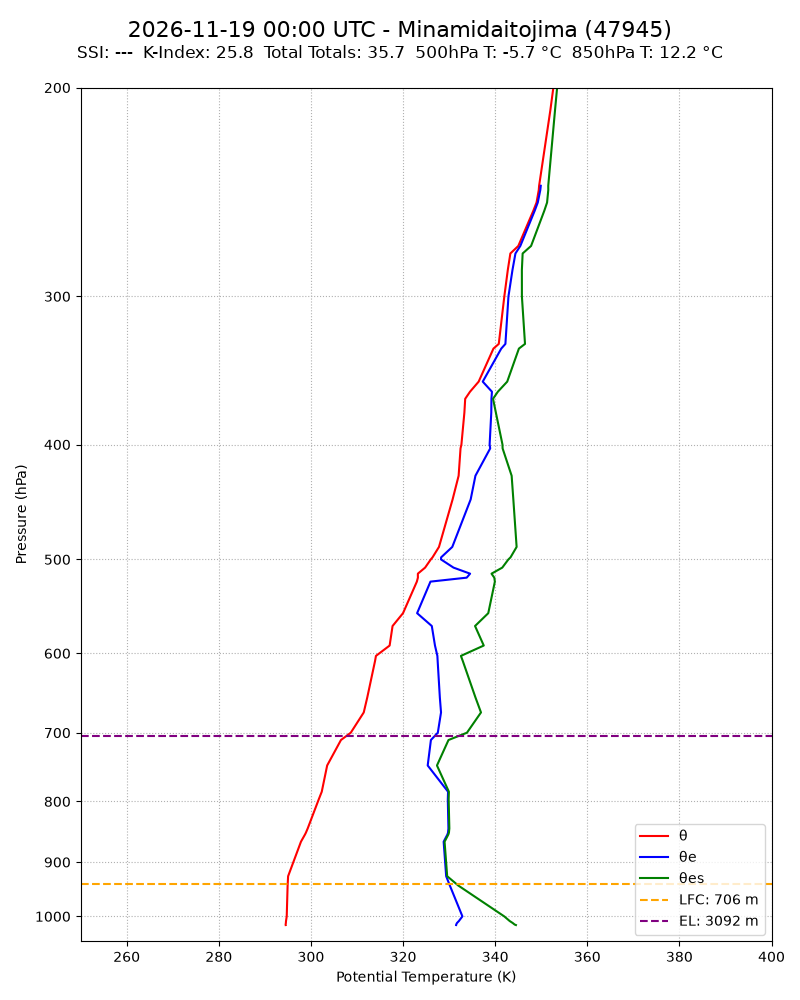 2026-11-19 00:00 UTC - Minamidaitojima (47945)
SSI: ---  K-Index: 25.8  Total Totals: 35.7  500hPa T: -5.7 °C  850hPa T: 12.2 °C
200
300
400
500
600
700
800
900
1000
Pressure (hPa)
θ
θe
θes
LFC: 706 m
EL: 3092 m
260
280
300
320
340
360
380
400
Potential Temperature (K)